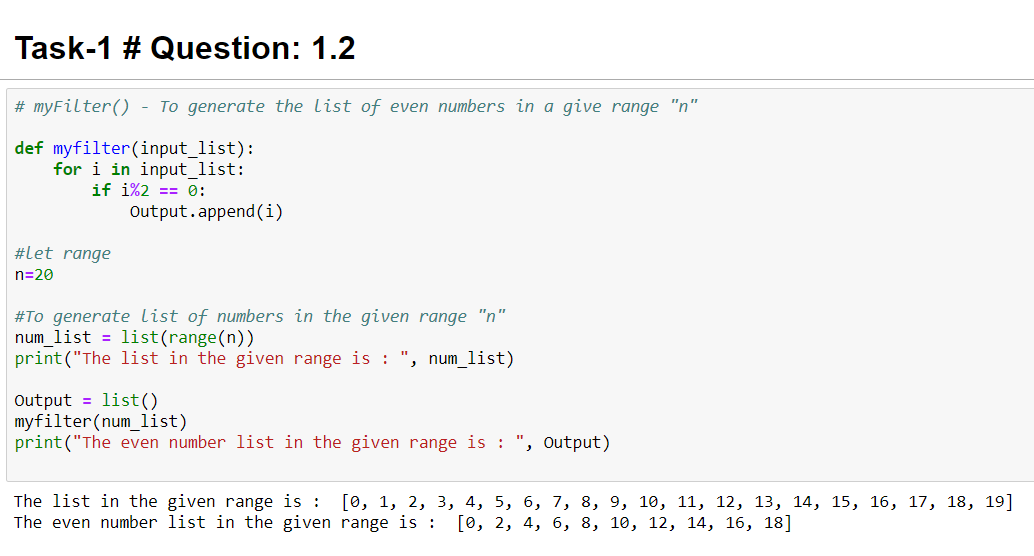 Task-1 # Question: 1.2
# myFilter() - To generate the list of even numbers in a give range "n"
def myfilter(input_list):
    for i in input_list:
        if i%2 == 0:
            Output.append(i)
#let range
n=20
#To generate list of numbers in the given range "n"
num_list = list(range(n))
print("The list in the given range is : ", num_list)
Output = list()
myfilter(num_list)
print("The even number list in the given range is : ", Output)
The list in the given range is :  [0, 1, 2, 3, 4, 5, 6, 7, 8, 9, 10, 11, 12, 13, 14, 15, 16, 17, 18, 19]
The even number list in the given range is :  [0, 2, 4, 6, 8, 10, 12, 14, 16, 18]